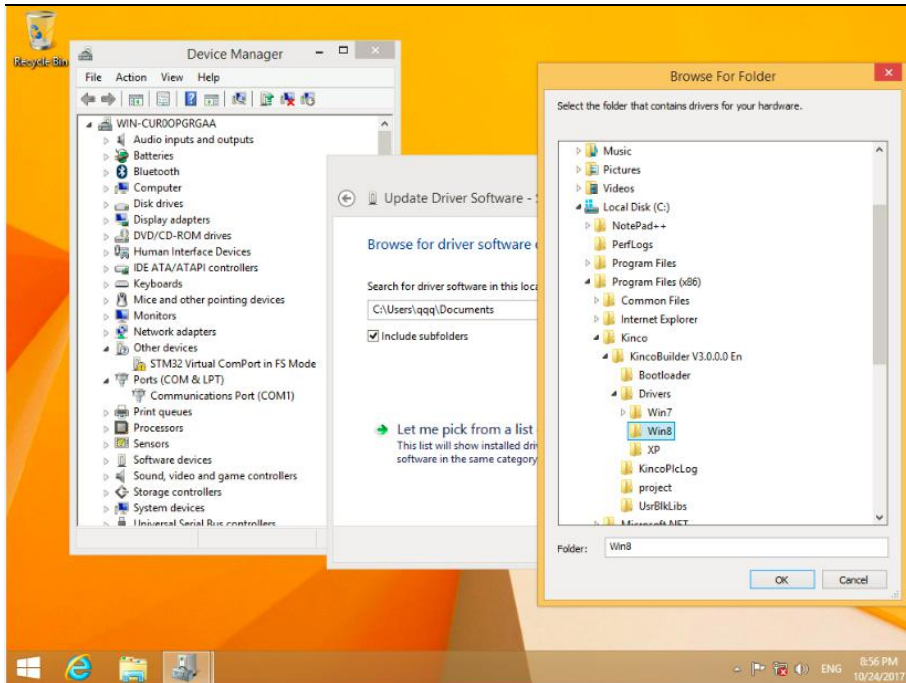 Recycle Bin
Device Manager
File Action View Help
WIN-CUR0OPGRGAA
Audio inputs and outputs
Batteries
Bluetooth
Computer
Disk drives
Display adapters
DVD/CD-ROM drives
Human Interface Devices
IDE ATA/ATAPI controllers
Keyboards
Mice and other pointing devices
Monitors
Network adapters
Other devices
STM32 Virtual ComPort in FS Mode
Ports (COM & LPT)
Communications Port (COM1)
Print queues
Processors
Sensors
Software devices
Sound, video and game controllers
Storage controllers
System devices
Universal Serial Bus controllers
Update Driver Software -
Browse for driver software
Search for driver software in this
C:\Users\qqq\Documents
Include subfolders
Let me pick from a list
This list will show installed
software in the same category
Browse For Folder
Select the folder that contains drivers for your hardware.
Music
Pictures
Videos
Local Disk (C:)
NotePad++
PerfLogs
Program Files
Program Files (x86)
Common Files
Internet Explorer
Kinco
KincoBuilder V3.0.0.0 En
Bootloader
Drivers
Win7
Win8
XP
KincoPlcLog
project
UsrBlkLibs
Microsoft.NET
Folder: Win8
OK Cancel
ENG
8:56 PM
10/24/2017